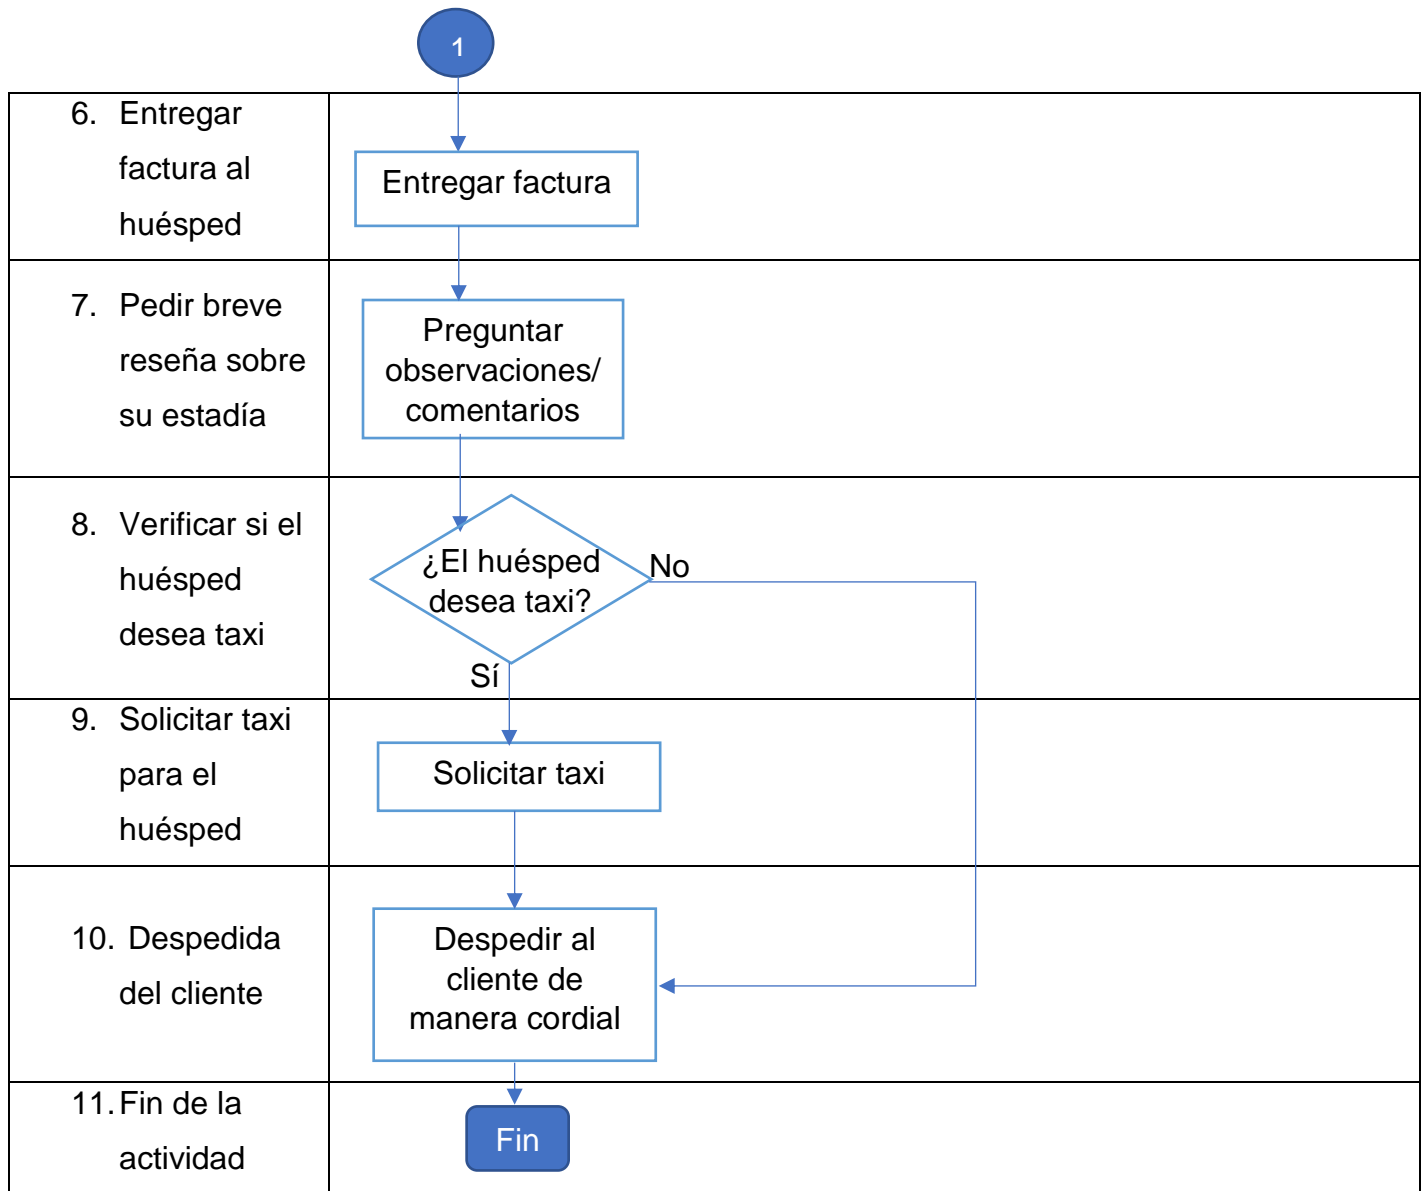 1
6. Entregar
factura al
huésped
Entregar factura
7. Pedir breve
reseña sobre
su estadía
Preguntar
observaciones/
comentarios
8. Verificar si el
huésped
desea taxi
¿El huésped
desea taxi?
No
Sí
9. Solicitar taxi
para el
huésped
Solicitar taxi
10. Despedida
del cliente
Despedir al
cliente de
manera cordial
11. Fin de la
actividad
Fin